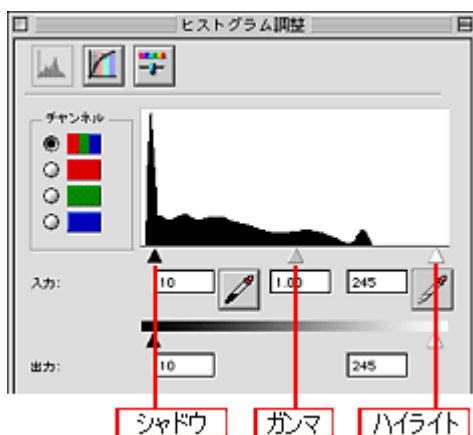 ヒストグラム調整
チャンネル
入力: 10 1.00 245
出力: 10 245
シャドウ ガンマ ハイライト